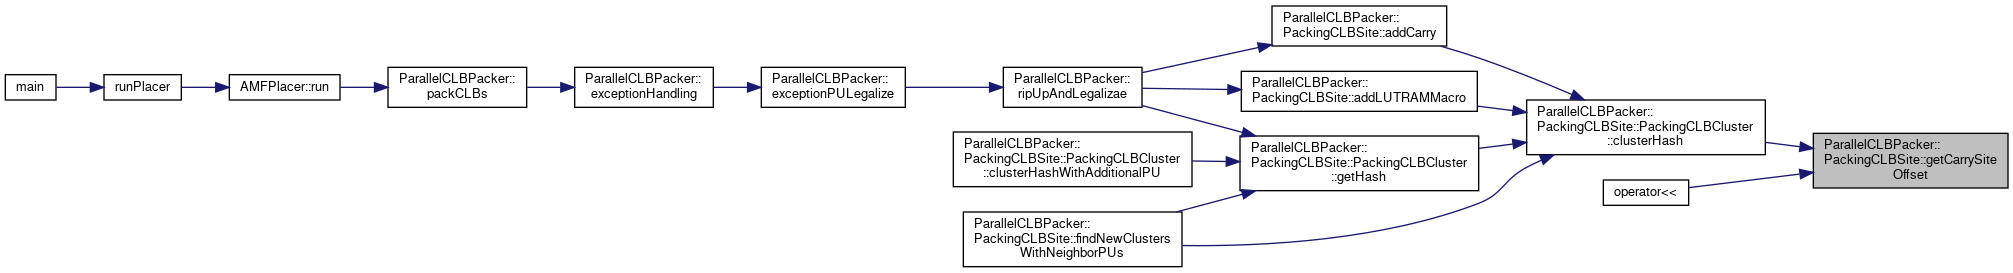 main
runPlacer
AMFPlacer::run
ParallelCLBPacker::
packCLBs
ParallelCLBPacker::
exceptionHandling
ParallelCLBPacker::
exceptionPULegalize
ParallelCLBPacker::
ripUpAndLegalizae
ParallelCLBPacker::
PackingCLBSite::addCarry
ParallelCLBPacker::
PackingCLBSite::addLUTRAMMacro
ParallelCLBPacker::
PackingCLBSite::PackingCLBCluster
::clusterHashWithAdditionalPU
ParallelCLBPacker::
PackingCLBSite::PackingCLBCluster
::getHash
ParallelCLBPacker::
PackingCLBSite::findNewClusters
WithNeighborPUs
ParallelCLBPacker::
PackingCLBSite::PackingCLBCluster
::clusterHash
operator<<
ParallelCLBPacker::
PackingCLBSite::getCarrySite
Offset